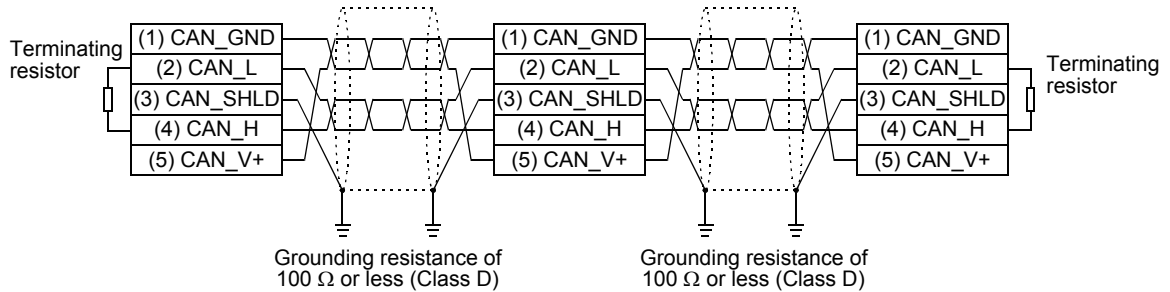 Terminating
resistor
(1) CAN_GND
(2) CAN_L
(3) CAN_SHLD
(4) CAN_H
(5) CAN_V+
(1) CAN_GND
(2) CAN_L
(3) CAN_SHLD
(4) CAN_H
(5) CAN_V+
(1) CAN_GND
(2) CAN_L
(3) CAN_SHLD
(4) CAN_H
(5) CAN_V+
Terminating
resistor
Grounding resistance of
100 Ω or less (Class D)
Grounding resistance of
100 Ω or less (Class D)